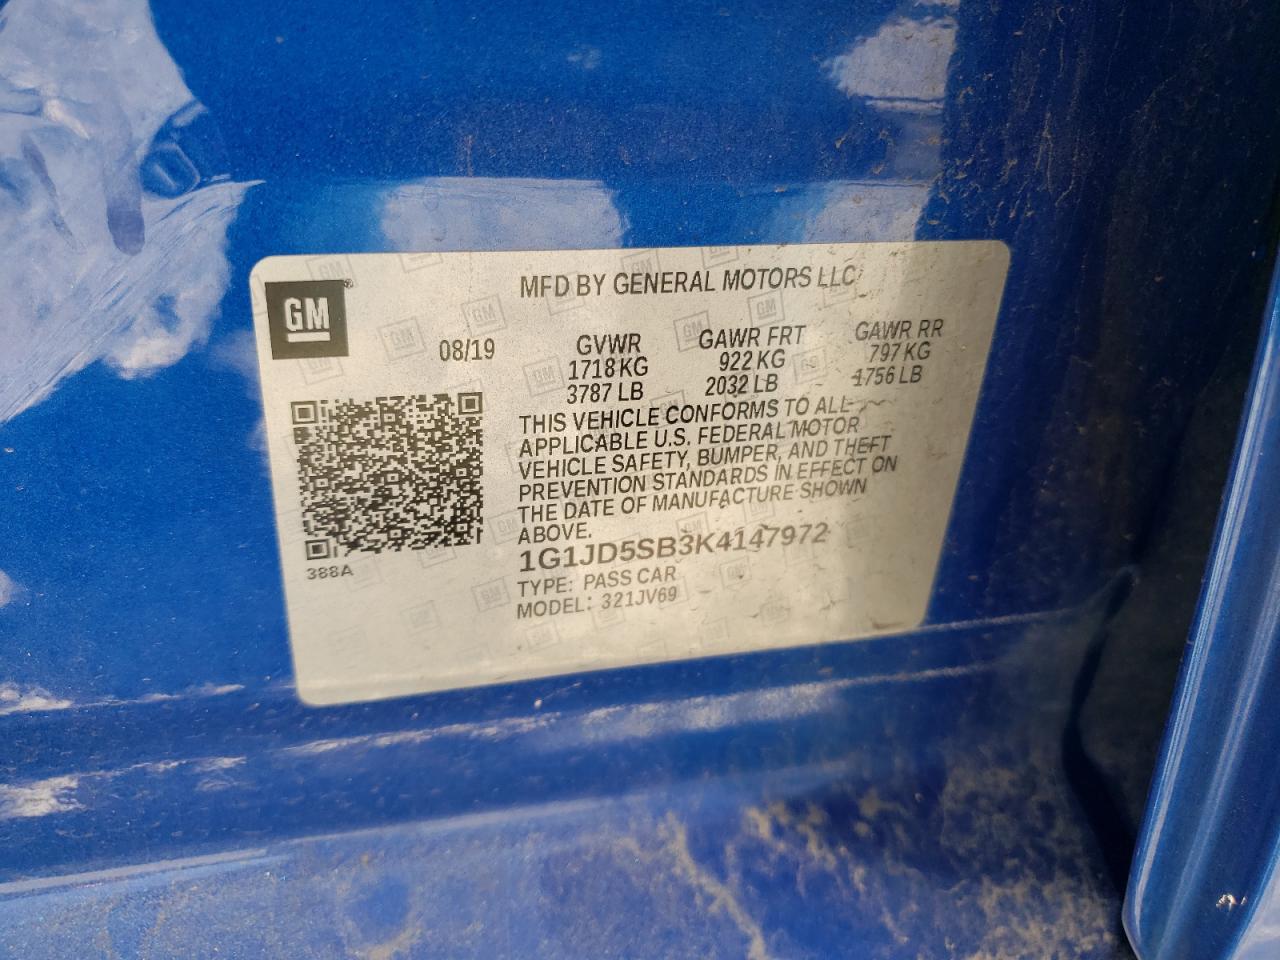 GM®
MFD BY GENERAL MOTORS LLC
08/19
GVWR GAWR FRT GAWR RR
1718 KG 922 KG 797 KG
3787 LB 2032 LB 1756 LB
THIS VEHICLE CONFORMS TO ALL
APPLICABLE U.S. FEDERAL MOTOR
VEHICLE SAFETY, BUMPER, AND THEFT
PREVENTION STANDARDS IN EFFECT ON
THE DATE OF MANUFACTURE SHOWN
ABOVE.
1G1JD5SB3K4147972
TYPE: PASS CAR
MODEL: 321JV69
388A